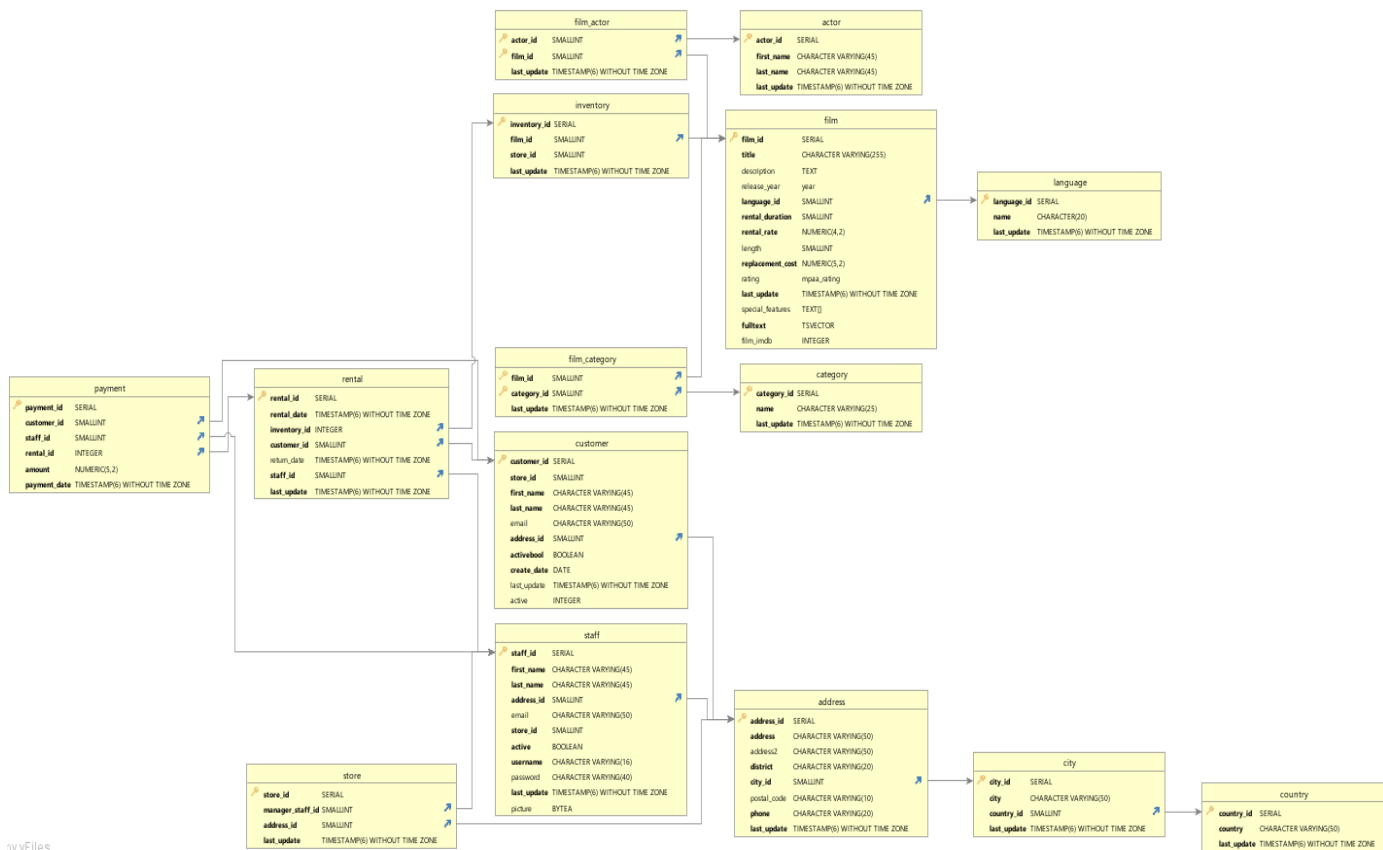 film_actor
actor_id SMALLINT
film_id SMALLINT
last_update TIMESTAMP(6) WITHOUT TIME ZONE
actor
actor_id SERIAL
first_name CHARACTER VARYING(45)
last_name CHARACTER VARYING(45)
last_update TIMESTAMP(6) WITHOUT TIME ZONE
inventory
inventory_id SERIAL
film_id SMALLINT
store_id SMALLINT
last_update TIMESTAMP(6) WITHOUT TIME ZONE
film
film_id SERIAL
title CHARACTER VARYING(255)
description TEXT
release_year year
language_id SMALLINT
rental_duration SMALLINT
rental_rate NUMERIC(4,2)
length SMALLINT
replacement_cost NUMERIC(5,2)
rating mpaa_rating
last_update TIMESTAMP(6) WITHOUT TIME ZONE
special_features TEXT[]
fulltext TSVECTOR
film_imdb INTEGER
language
language_id SERIAL
name CHARACTER(20)
last_update TIMESTAMP(6) WITHOUT TIME ZONE
film_category
film_id SMALLINT
category_id SMALLINT
last_update TIMESTAMP(6) WITHOUT TIME ZONE
category
category_id SERIAL
name CHARACTER VARYING(25)
last_update TIMESTAMP(6) WITHOUT TIME ZONE
payment
payment_id SERIAL
customer_id SMALLINT
staff_id SMALLINT
rental_id INTEGER
amount NUMERIC(5,2)
payment_date TIMESTAMP(6) WITHOUT TIME ZONE
rental
rental_id SERIAL
rental_date TIMESTAMP(6) WITHOUT TIME ZONE
inventory_id INTEGER
customer_id SMALLINT
return_date TIMESTAMP(6) WITHOUT TIME ZONE
staff_id SMALLINT
last_update TIMESTAMP(6) WITHOUT TIME ZONE
customer
customer_id SERIAL
store_id SMALLINT
first_name CHARACTER VARYING(45)
last_name CHARACTER VARYING(45)
email CHARACTER VARYING(50)
address_id SMALLINT
activebool BOOLEAN
create_date DATE
last_update TIMESTAMP(6) WITHOUT TIME ZONE
active INTEGER
staff
staff_id SERIAL
first_name CHARACTER VARYING(45)
last_name CHARACTER VARYING(45)
address_id SMALLINT
email CHARACTER VARYING(50)
store_id SMALLINT
active BOOLEAN
username CHARACTER VARYING(16)
password CHARACTER VARYING(40)
last_update TIMESTAMP(6) WITHOUT TIME ZONE
picture BYTEA
store
store_id SERIAL
manager_staff_id SMALLINT
address_id SMALLINT
last_update TIMESTAMP(6) WITHOUT TIME ZONE
address
address_id SERIAL
address CHARACTER VARYING(50)
address2 CHARACTER VARYING(50)
district CHARACTER VARYING(20)
city_id SMALLINT
postal_code CHARACTER VARYING(10)
phone CHARACTER VARYING(20)
last_update TIMESTAMP(6) WITHOUT TIME ZONE
city
city_id SERIAL
city CHARACTER VARYING(50)
country_id SMALLINT
last_update TIMESTAMP(6) WITHOUT TIME ZONE
country
country_id SERIAL
country CHARACTER VARYING(50)
last_update TIMESTAMP(6) WITHOUT TIME ZONE
yFiles